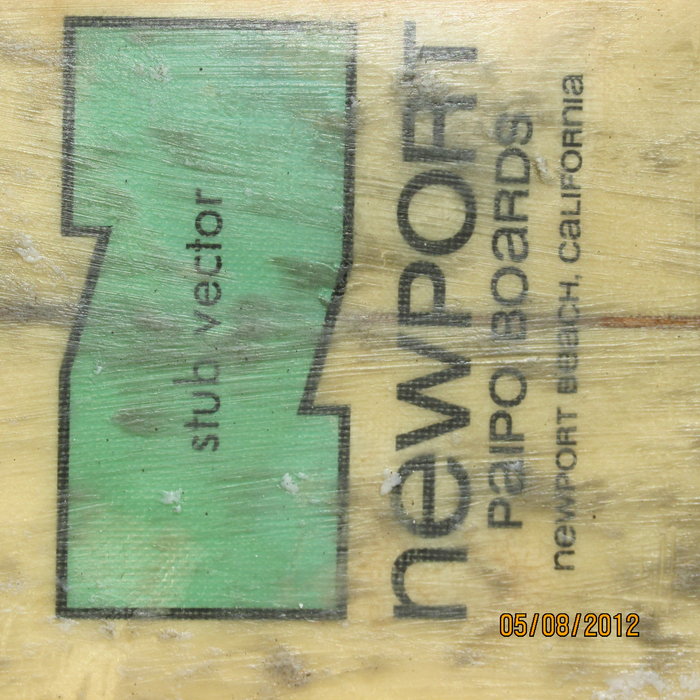 stub vector
newPORT
PaIPO BOaRDS
newPORT BeaCH, CaLIFORnIa
05/08/2012